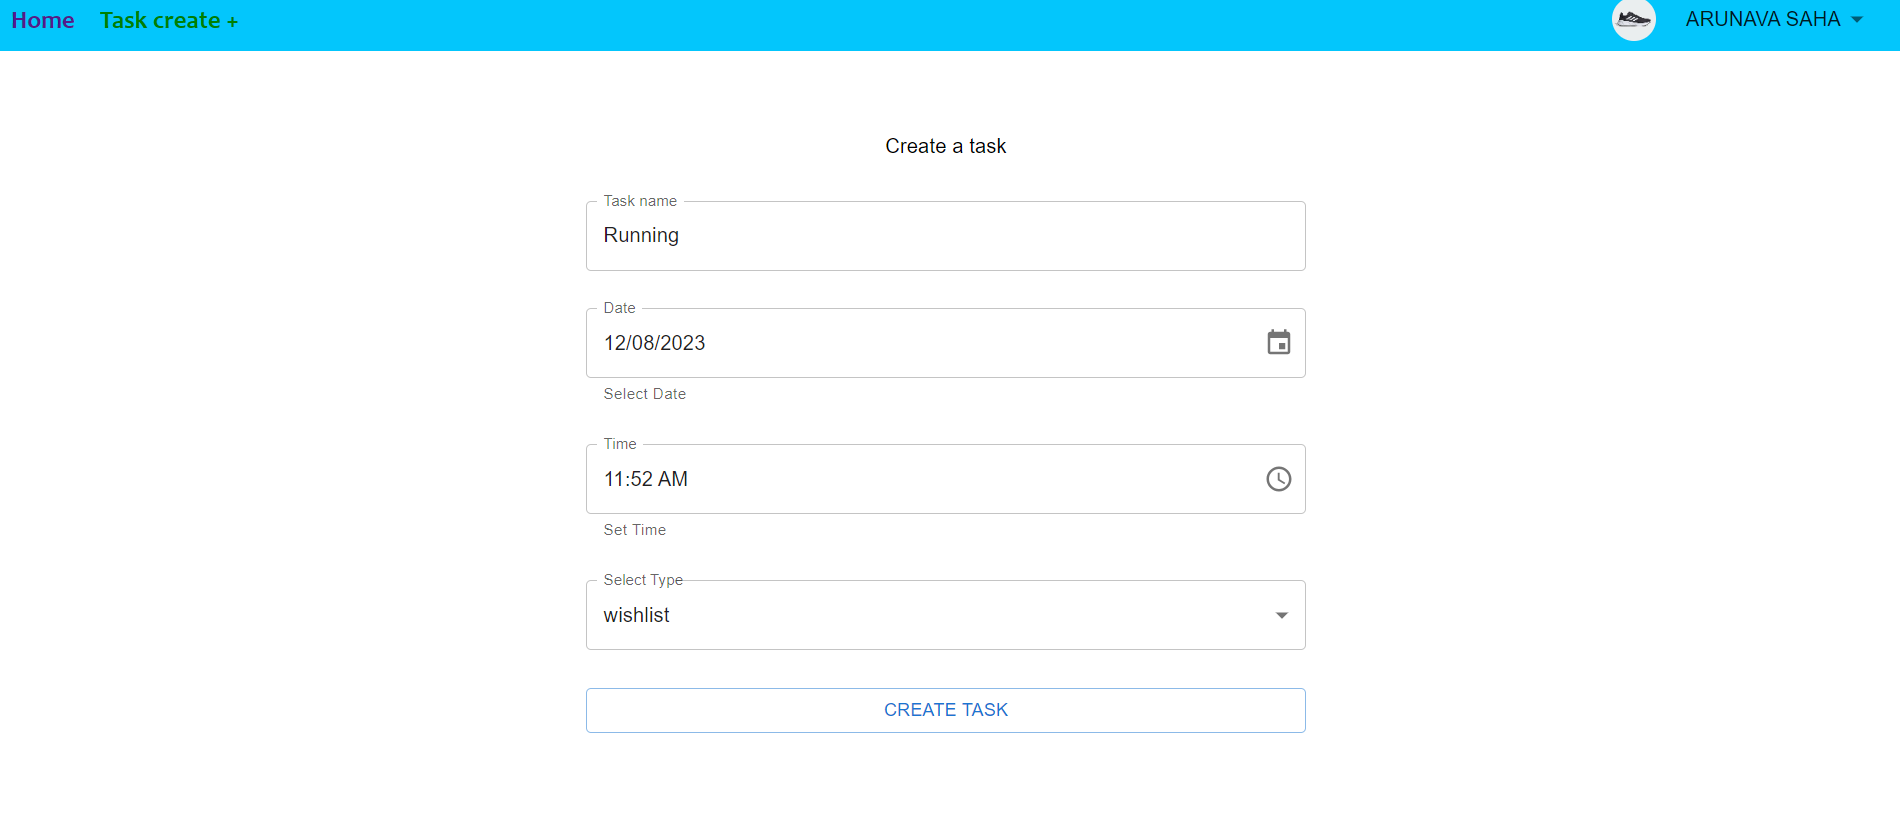 Home Task create + ARUNAVA SAHA
Create a task
Task name
Running
Date
12/08/2023
Select Date
Time
11:52 AM
Set Time
Select Type
wishlist
CREATE TASK